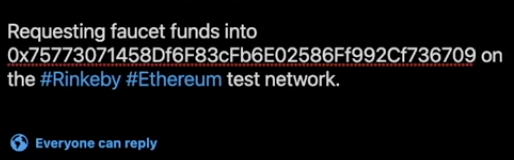 Requesting faucet funds into
0x75773071458Df6F83cFb6E02586Ff992Cf736709 on
the #Rinkeby #Ethereum test network.
Everyone can reply